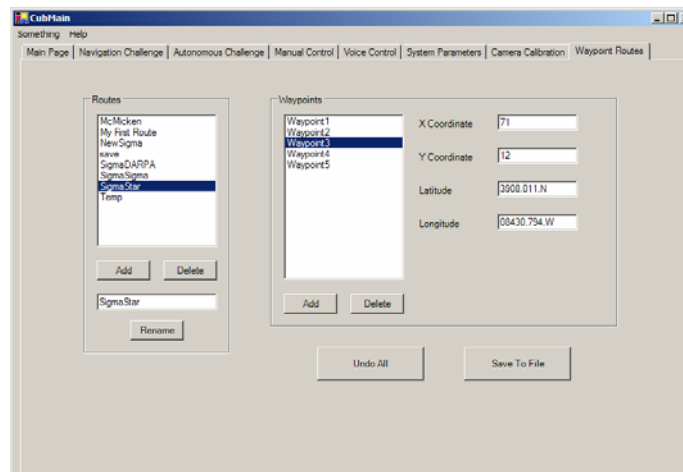 CubMain
Something Help
Main Page Navigation Challenge Autonomous Challenge Manual Control Voice Control System Parameters Camera Calibration Waypoint Routes
Routes
McMicken
My First Route
NewSigma
save
SigmaDARPA
SigmaSigma
SigmaStar
Temp
Add Delete
SigmaStar
Rename
Waypoints
Waypoint1
Waypoint2
Waypoint3
Waypoint4
Waypoint5
Add Delete
X Coordinate 71
Y Coordinate 12
Latitude 3908.011.N
Longitude 08430.794.W
Undo All Save To File